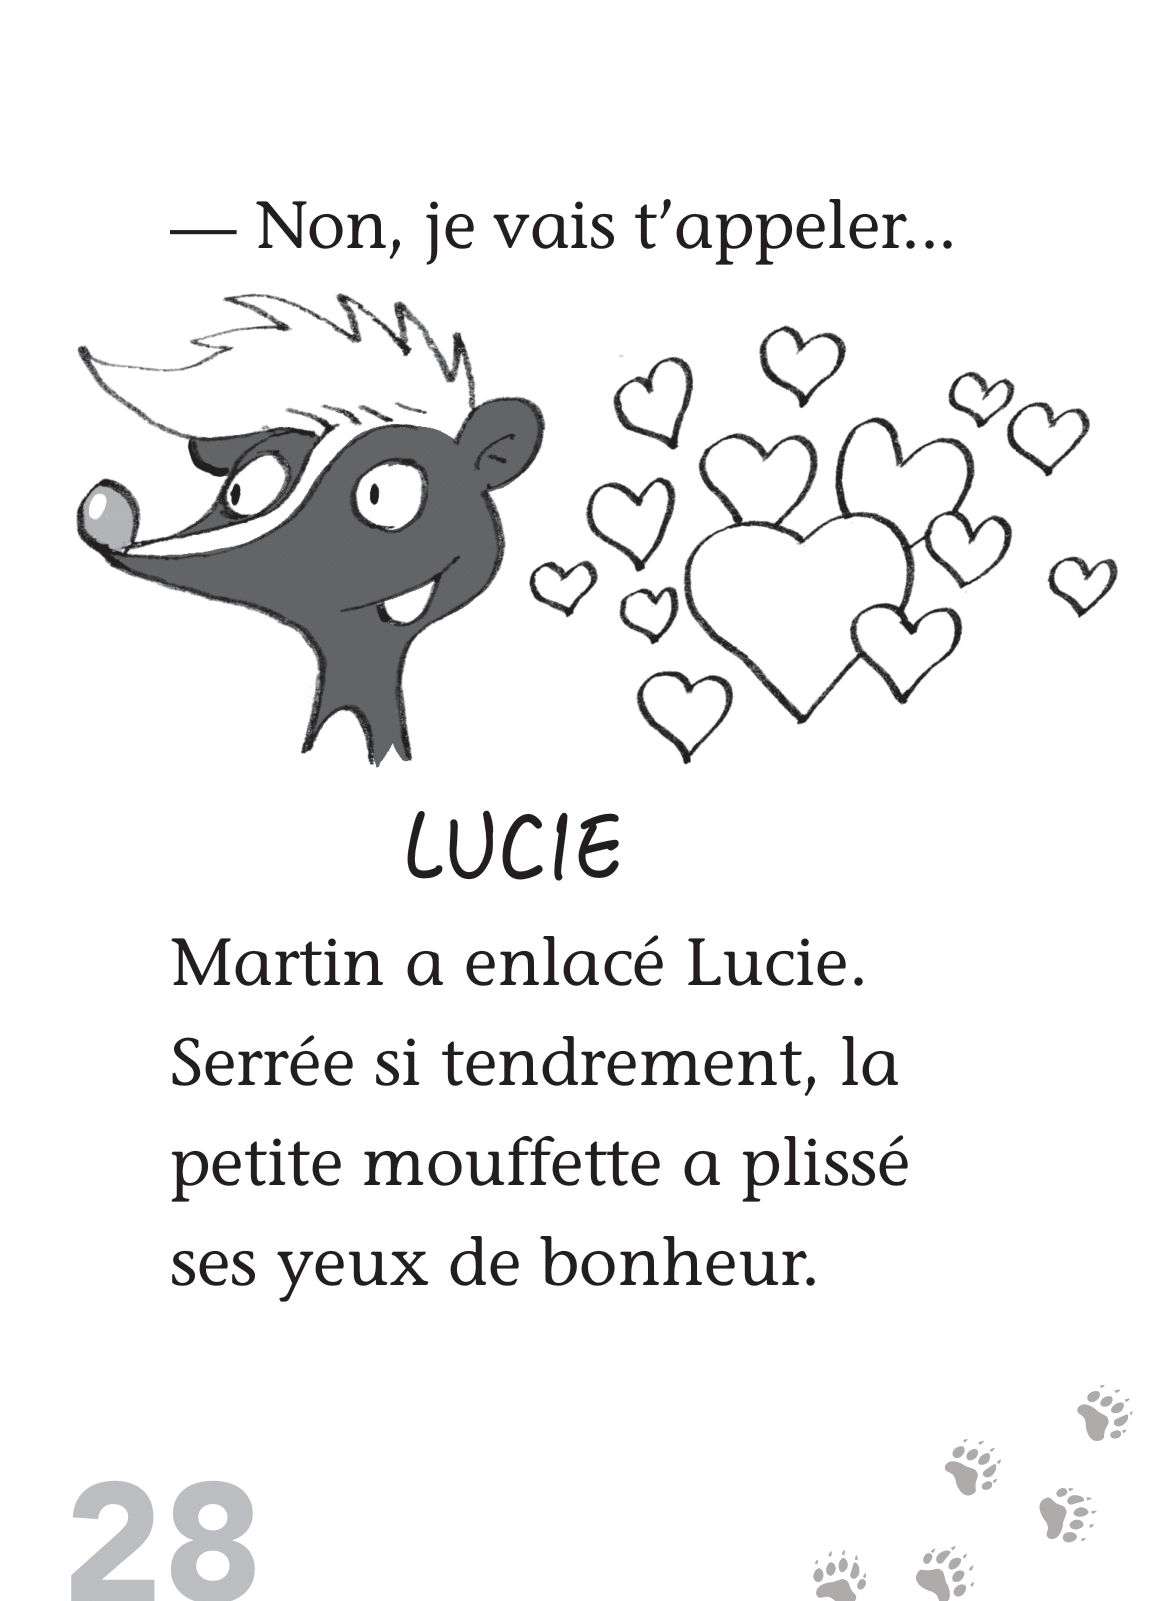 — Non, je vais t’appeler...
LUCIE
Martin a enlacé Lucie.
Serrée si tendrement, la
petite mouffette a plissé
ses yeux de bonheur.
28